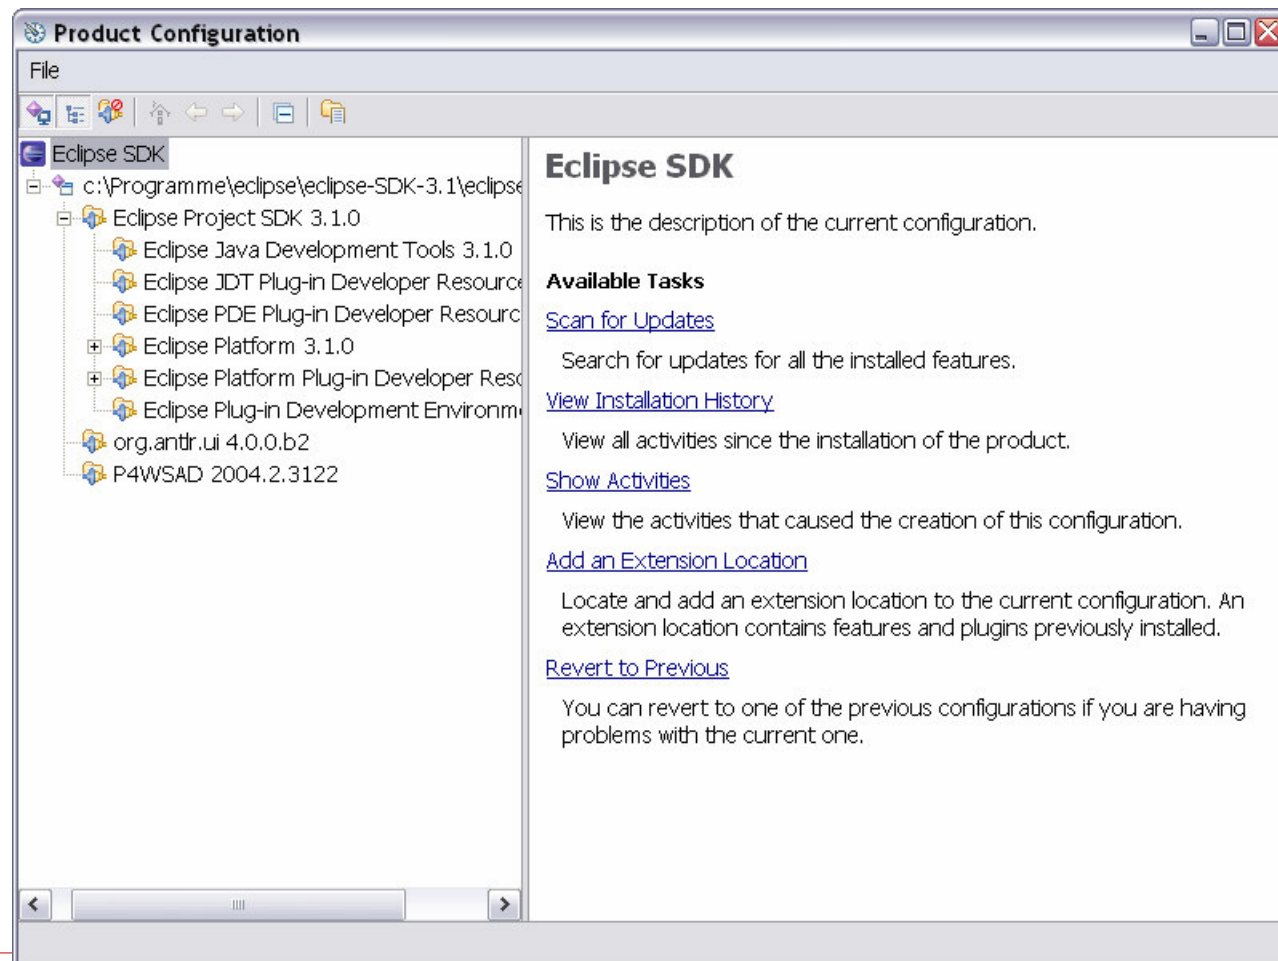 Product Configuration
File
Eclipse SDK
c:\Programme\eclipse\eclipse-SDK-3.1\eclipse
Eclipse Project SDK 3.1.0
Eclipse Java Development Tools 3.1.0
Eclipse JDT Plug-in Developer Resource
Eclipse PDE Plug-in Developer Resourc
Eclipse Platform 3.1.0
Eclipse Platform Plug-in Developer Reso
Eclipse Plug-in Development Environm
org.antlr.ui 4.0.0.b2
P4WSAD 2004.2.3122
Eclipse SDK
This is the description of the current configuration.
Available Tasks
Scan for Updates
Search for updates for all the installed features.
View Installation History
View all activities since the installation of the product.
Show Activities
View the activities that caused the creation of this configuration.
Add an Extension Location
Locate and add an extension location to the current configuration. An
extension location contains features and plugins previously installed.
Revert to Previous
You can revert to one of the previous configurations if you are having
problems with the current one.